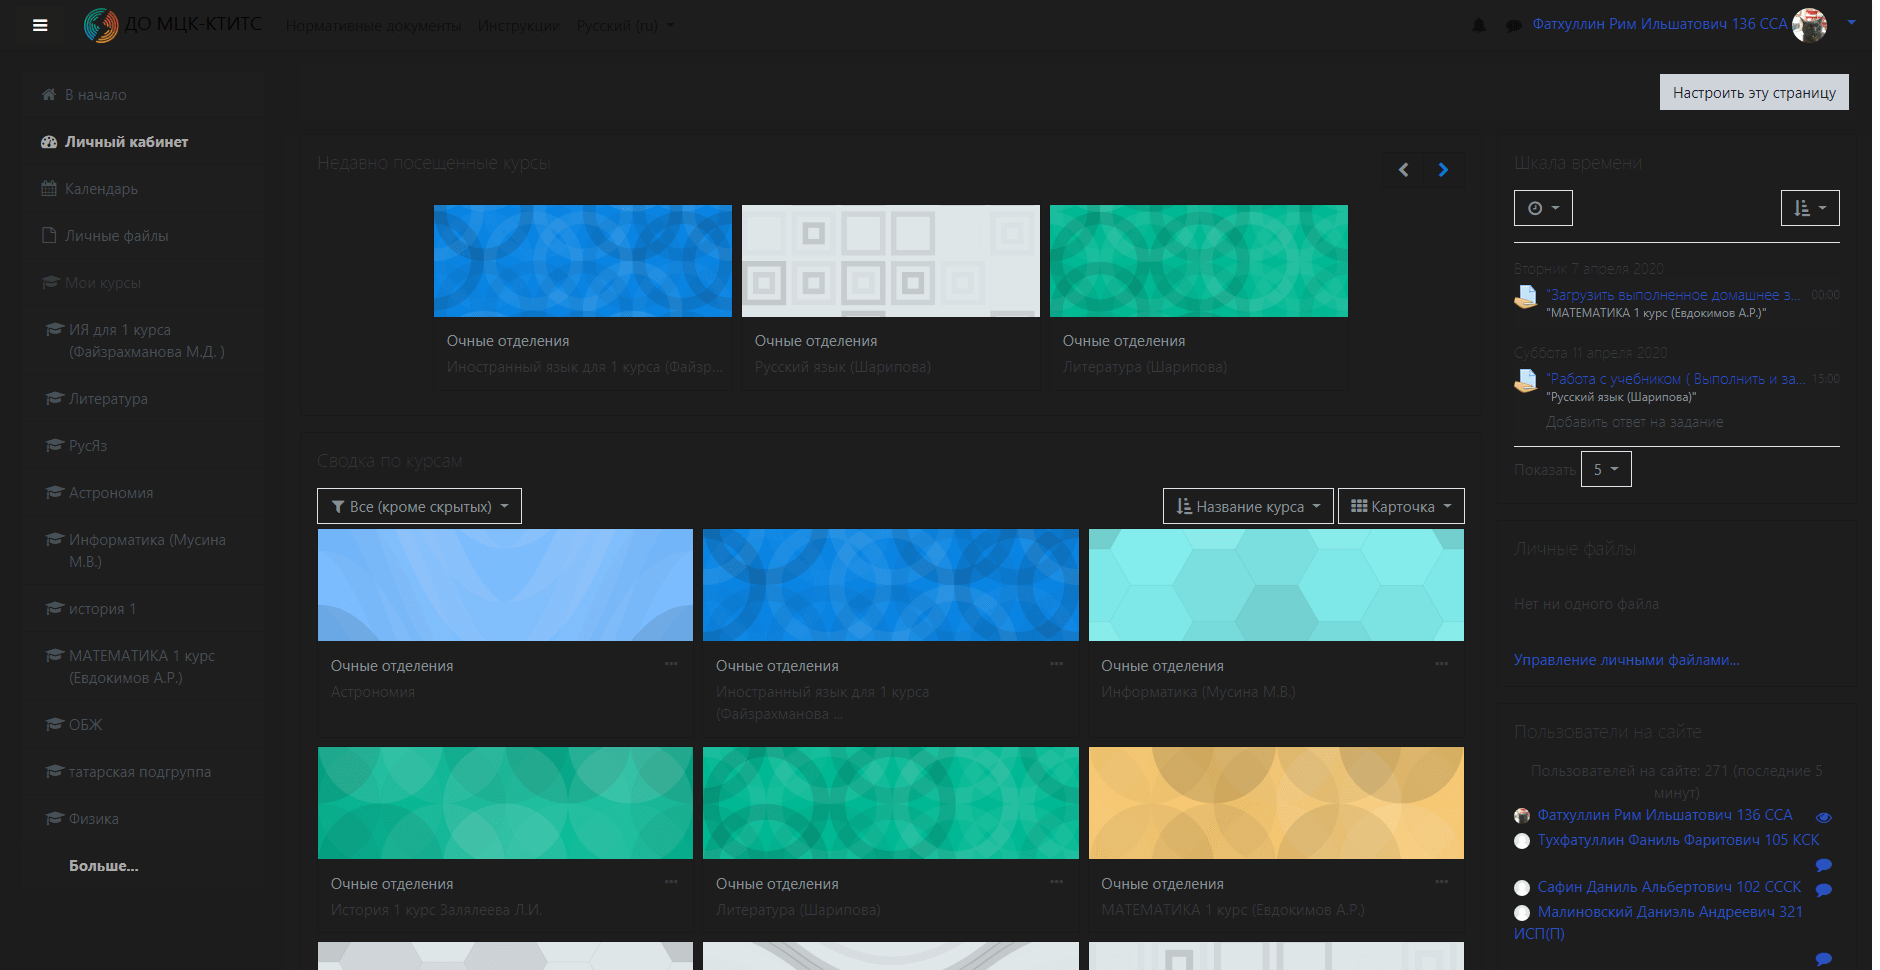 ДО МЦК-КТИТС
Нормативные документы
Инструкции
Русский (ru)
Фатхуллин Рим Ильшатович 136 ССА
В начало
Личный кабинет
Календарь
Личные файлы
Мои курсы
ИЯ для 1 курса
(Файзрахманова М.Д. )
Литература
РусЯз
Астрономия
Информатика (Мусина
М.В.)
история 1
МАТЕМАТИКА 1 курс
(Евдокимов А.Р.)
ОБЖ
татарская подгруппа
Физика
Больше...
Настроить эту страницу
Недавно посещенные курсы
Очные отделения
Иностранный язык для 1 курса (Файзр...
Очные отделения
Русский язык (Шарипова)
Очные отделения
Литература (Шарипова)
Сводка по курсам
Все (кроме скрытых)
Название курса
Карточка
Очные отделения
Астрономия
Очные отделения
Иностранный язык для 1 курса
(Файзрахманова ...
Очные отделения
Информатика (Мусина М.В.)
Очные отделения
История 1 курс Залялеева Л.И.
Очные отделения
Литература (Шарипова)
Очные отделения
МАТЕМАТИКА 1 курс (Евдокимов А.Р.)
Шкала времени
Вторник 7 апреля 2020
"Загрузить выполненное домашнее з... 00:00
"МАТЕМАТИКА 1 курс (Евдокимов А.Р.)"
Суббота 11 апреля 2020
"Работа с учебником ( Выполнить и за... 15:00
"Русский язык (Шарипова)"
Добавить ответ на задание
Показать 5
Личные файлы
Нет ни одного файла
Управление личными файлами...
Пользователи на сайте
Пользователей на сайте: 271 (последние 5
минут)
Фатхуллин Рим Ильшатович 136 ССА
Тухфатуллин Фаниль Фаритович 105 КСК
Сафин Даниль Альбертович 102 СССК
Малиновский Даниэль Андреевич 321
ИСП(П)